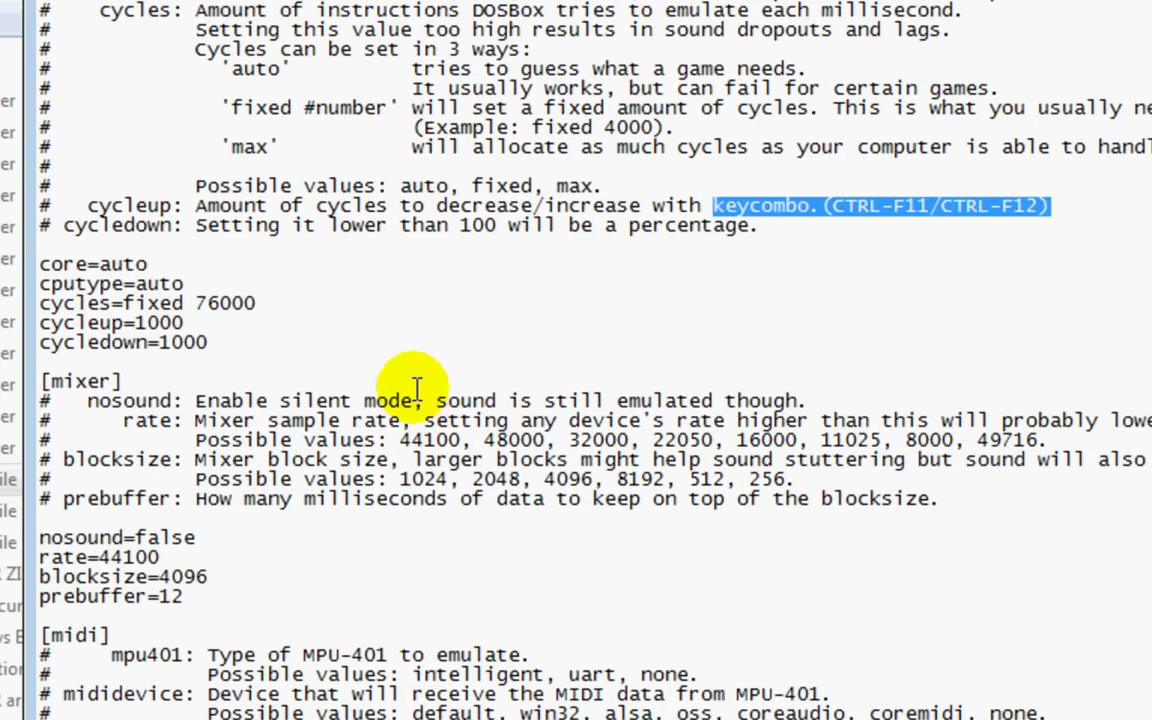 #    cycles: Amount of instructions DOSBox tries to emulate each millisecond.
#            Setting this value too high results in sound dropouts and lags.
#            Cycles can be set in 3 ways:
#              'auto'          tries to guess what a game needs.
#                              It usually works, but can fail for certain games.
#              'fixed #number' will set a fixed amount of cycles. This is what you usually
#                              (Example: fixed 4000).
#              'max'           will allocate as much cycles as your computer is able to
#
#            Possible values: auto, fixed, max.
#   cycleup: Amount of cycles to decrease/increase with keycombo.(CTRL-F11/CTRL-F12)
# cycledown: Setting it lower than 100 will be a percentage.
core=auto
cputype=auto
cycles=fixed 76000
cycleup=1000
cycledown=1000
[mixer]
#   nosound: Enable silent mode, sound is still emulated though.
#      rate: Mixer sample rate, setting any device's rate higher than this will probably
#            Possible values: 44100, 48000, 32000, 22050, 16000, 11025, 8000, 49716.
# blocksize: Mixer block size, larger blocks might help sound stuttering but sound will also
#            Possible values: 1024, 2048, 4096, 8192, 512, 256.
# prebuffer: How many milliseconds of data to keep on top of the blocksize.
nosound=false
rate=44100
blocksize=4096
prebuffer=12
[midi]
#     mpu401: Type of MPU-401 to emulate.
#             Possible values: intelligent, uart, none.
# mididevice: Device that will receive the MIDI data from MPU-401.
#             Possible values: default, win32, alsa, oss, coreaudio, coremidi, none.